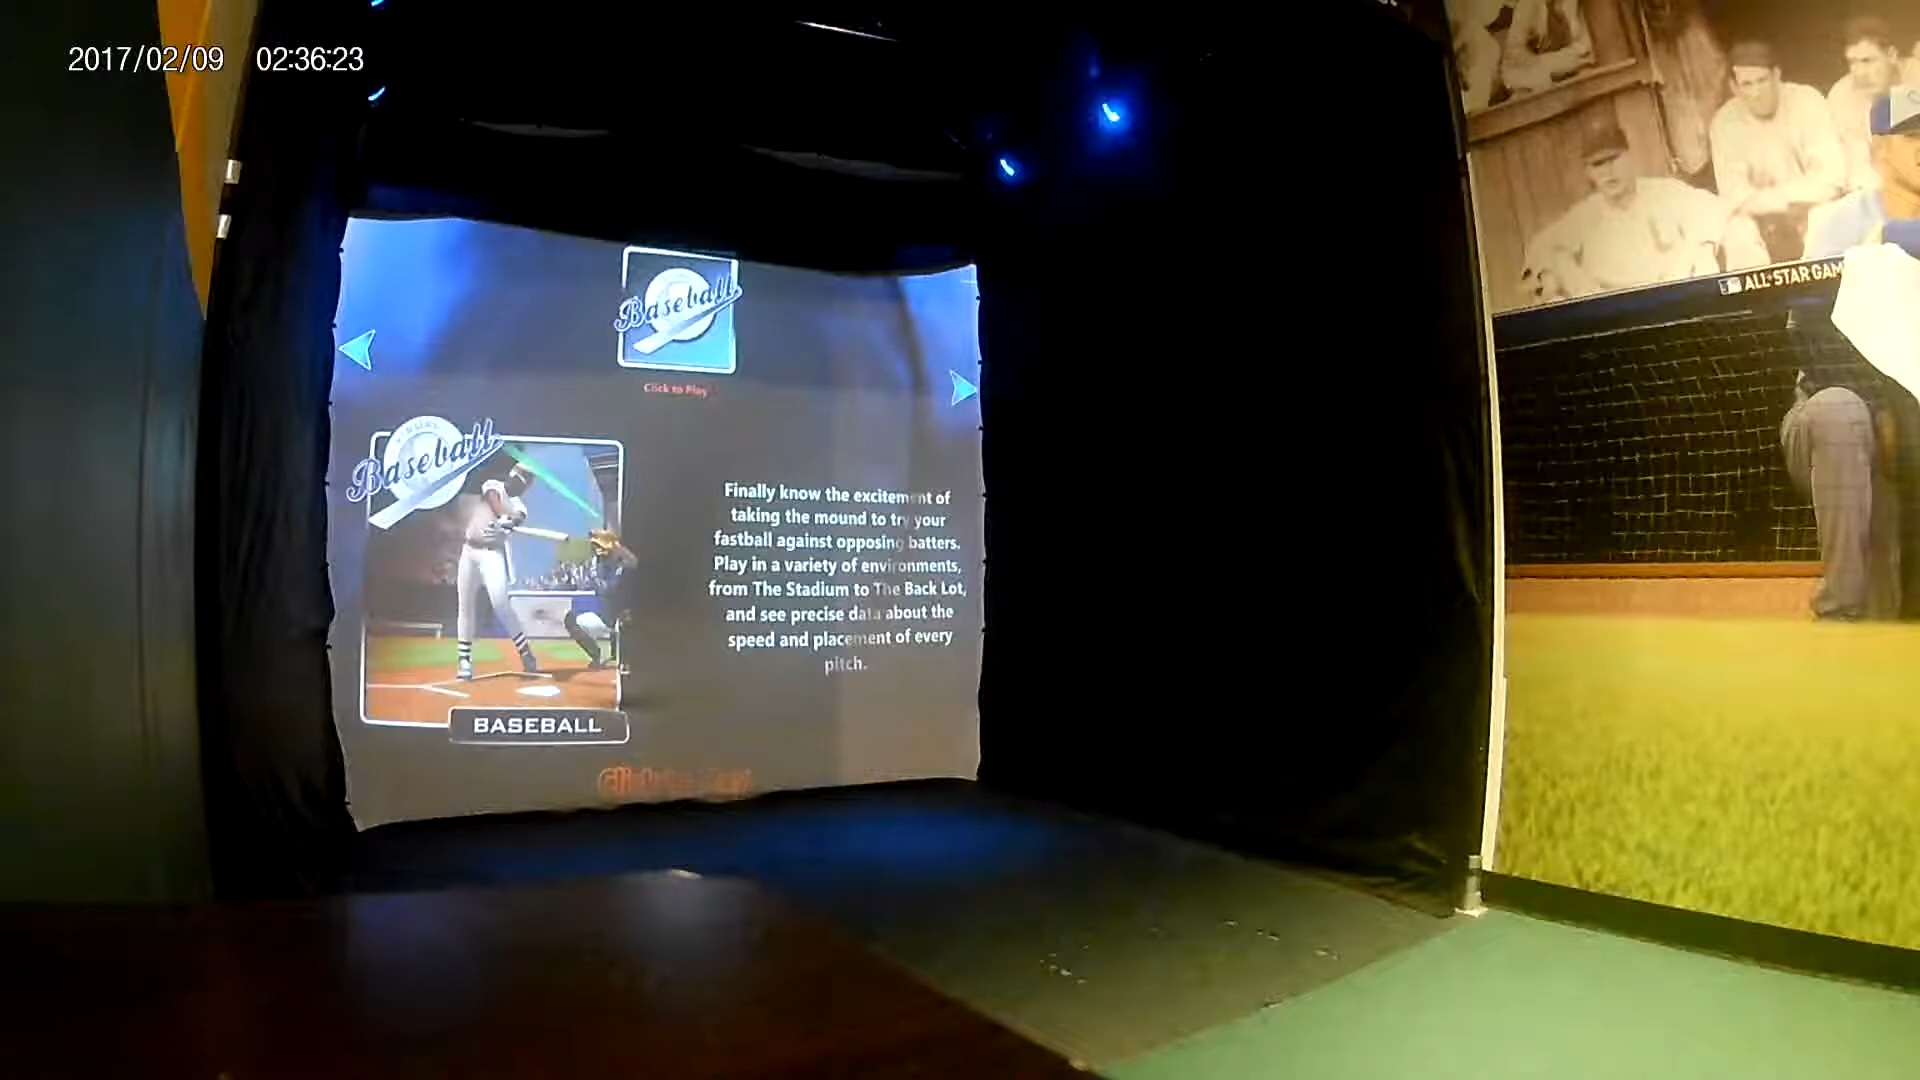 2017/02/09 02:36:23
Baseball
Click to Play
Baseball
Finally know the excitement of
taking the mound to try your
fastball against opposing batters.
Play in a variety of environments,
from The Stadium to The Back Lot,
and see precise data about the
speed and placement of every
pitch.
BASEBALL
ALL★STAR GAM